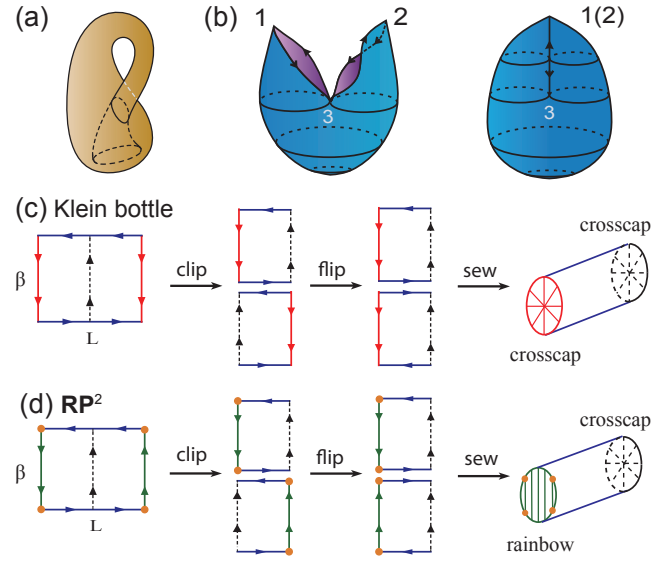 (a)
(b)
1
2
3
1(2)
3
(c) Klein bottle
β
L
clip
flip
sew
crosscap
crosscap
(d) RP²
β
L
clip
flip
sew
crosscap
rainbow